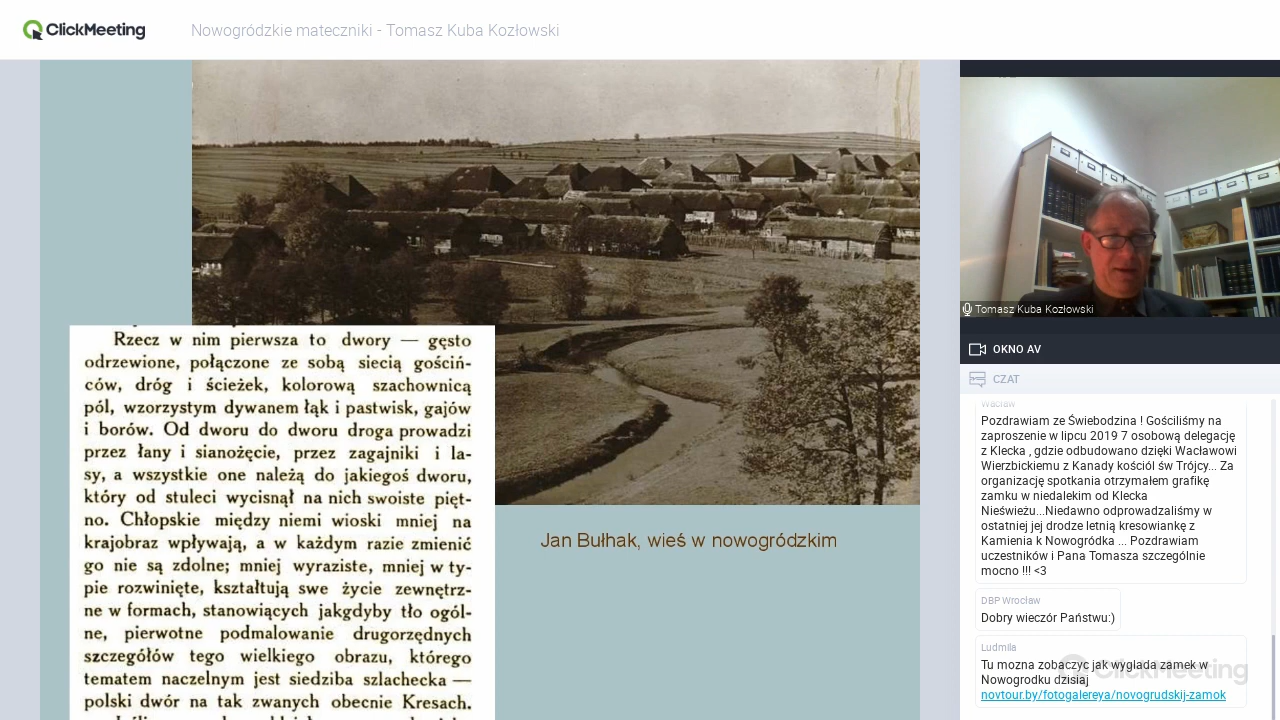 ClickMeeting
Nowogródzkie mateczniki - Tomasz Kuba Kozłowski
Rzecz w nim pierwsza to dwory — gęsto
odrzewione, połączone ze sobą siecią gościń-
ców, dróg i ścieżek, kolorową szachownicą
pól, wzorzystym dywanem łąk i pastwisk, gajów
i borów. Od dworu do dworu droga prowadzi
przez łany i sianożęcie, przez zagajniki i la-
sy, a wszystkie one należą do jakiegoś dworu,
który od stuleci wycisnął na nich swoiste pięt-
no. Chłopskie między niemi wioski mniej na
krajobraz wpływają, a w każdym razie zmienić
go nie są zdolne; mniej wyraziste, mniej w ty-
pie rozwinięte, kształtują swe życie zewnętrz-
ne w formach, stanowiących jakgdyby tło ogól-
ne, pierwotne podmalowanie drugorzędnych
szczegółów tego wielkiego obrazu, którego
tematem naczelnym jest siedziba szlachecka —
polski dwór na tak zwanych obecnie Kresach.
Jan Bułhak, wieś w nowogródzkim
Tomasz Kuba Kozłowski
OKNO AV
CZAT
Wacław
Pozdrawiam ze Świebodzina ! Gościliśmy na
zaproszenie w lipcu 2019 7 osobową delegację
z Klecka , gdzie odbudowano dzięki Wacławowi
Wierzbickiemu z Kanady kościól św Trójcy... Za
organizację spotkania otrzymałem grafikę
zamku w niedalekim od Klecka
Nieświeżu...Niedawno odprowadzaliśmy w
ostatniej jej drodze letnią kresowiankę z
Kamienia k Nowogródka ... Pozdrawiam
uczestników i Pana Tomasza szczególnie
mocno !!! <3
DBP Wrocław
Dobry wieczór Państwu:)
Ludmila
Tu mozna zobaczyc jak wyglada zamek w
Nowogrodku dzisiaj
novtour.by/fotogalereya/novogrudskij-zamok
ClickMeeting